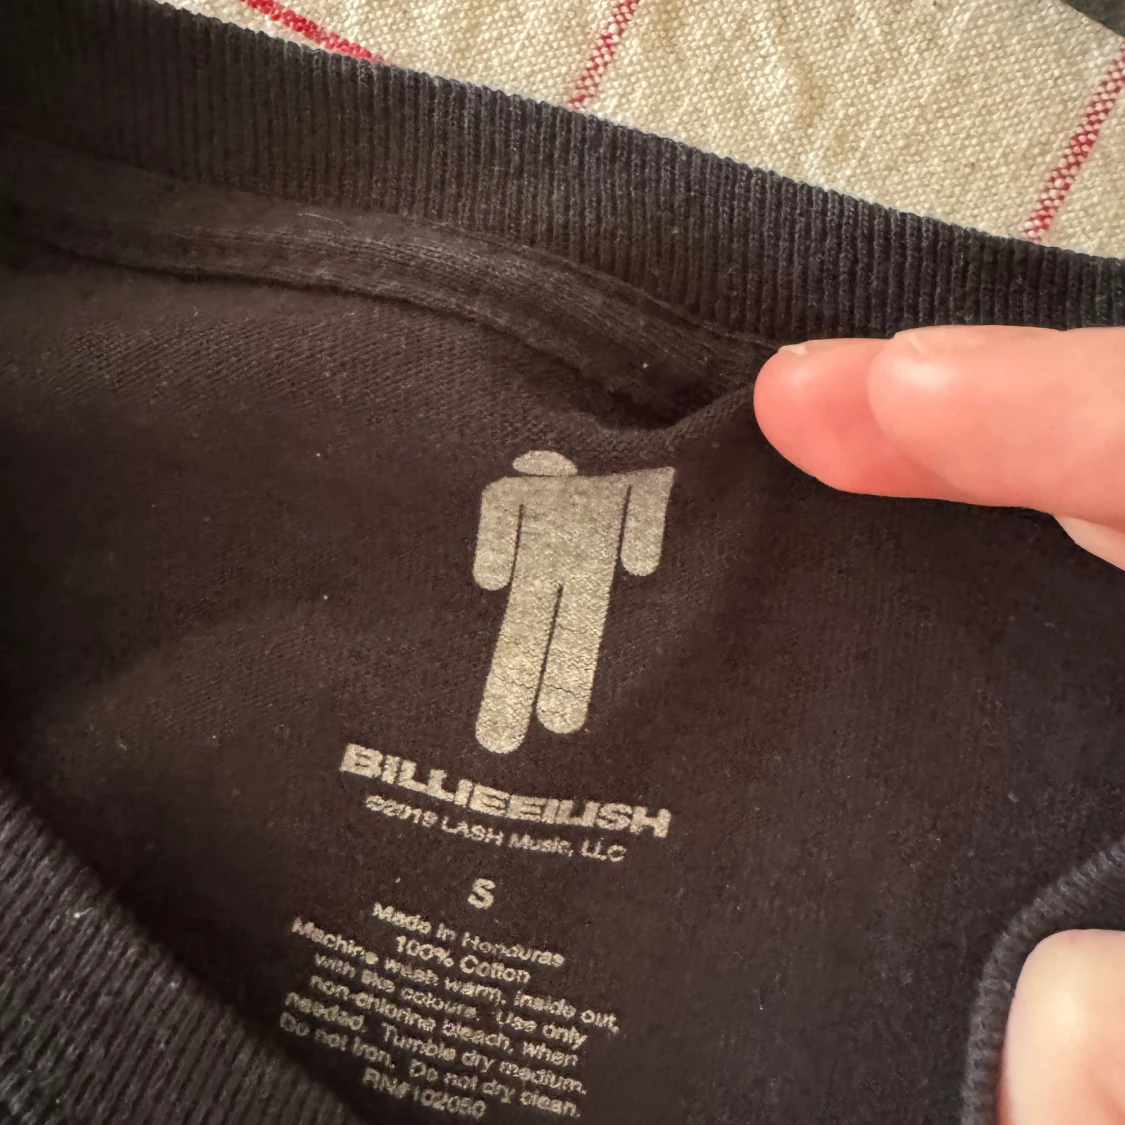 BILLIEEILISH
©2019 LASH Music, LLC
S
Made in Honduras
100% Cotton
Machine wash warm, inside out,
with like colours. Use only
non-chlorine bleach, when
needed. Tumble dry medium.
Do not iron. Do not dry clean.
RN#102050